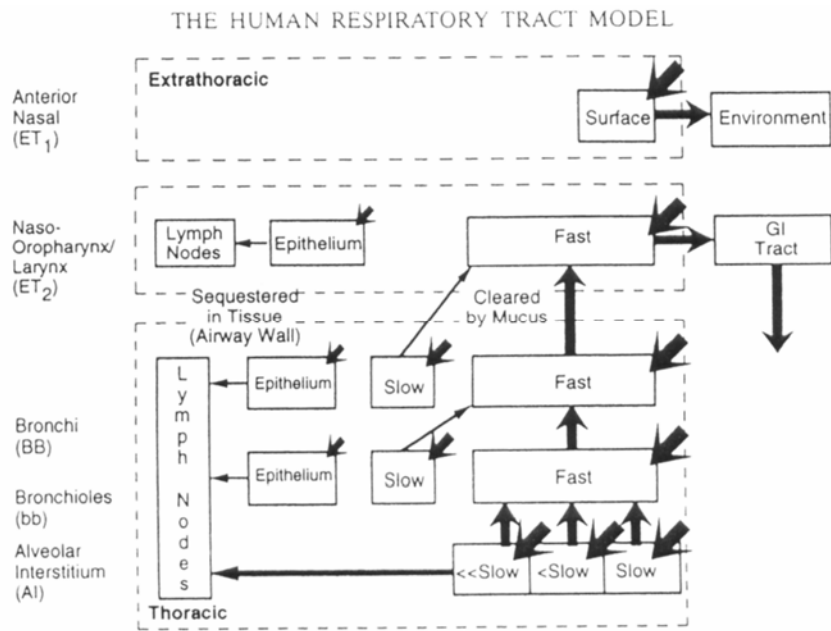 THE HUMAN RESPIRATORY TRACT MODEL
Extrathoracic
Anterior
Nasal
(ET1)
Surface
Environment
Naso-
Oropharynx/
Larynx
(ET2)
Lymph
Nodes
Epithelium
Fast
GI
Tract
Sequestered
in Tissue
(Airway Wall)
Cleared
by Mucus
Lymph Nodes
Bronchi
(BB)
Epithelium
Slow
Fast
Bronchioles
(bb)
Epithelium
Slow
Fast
Alveolar
Interstitium
(AI)
<<Slow
<Slow
Slow
Thoracic